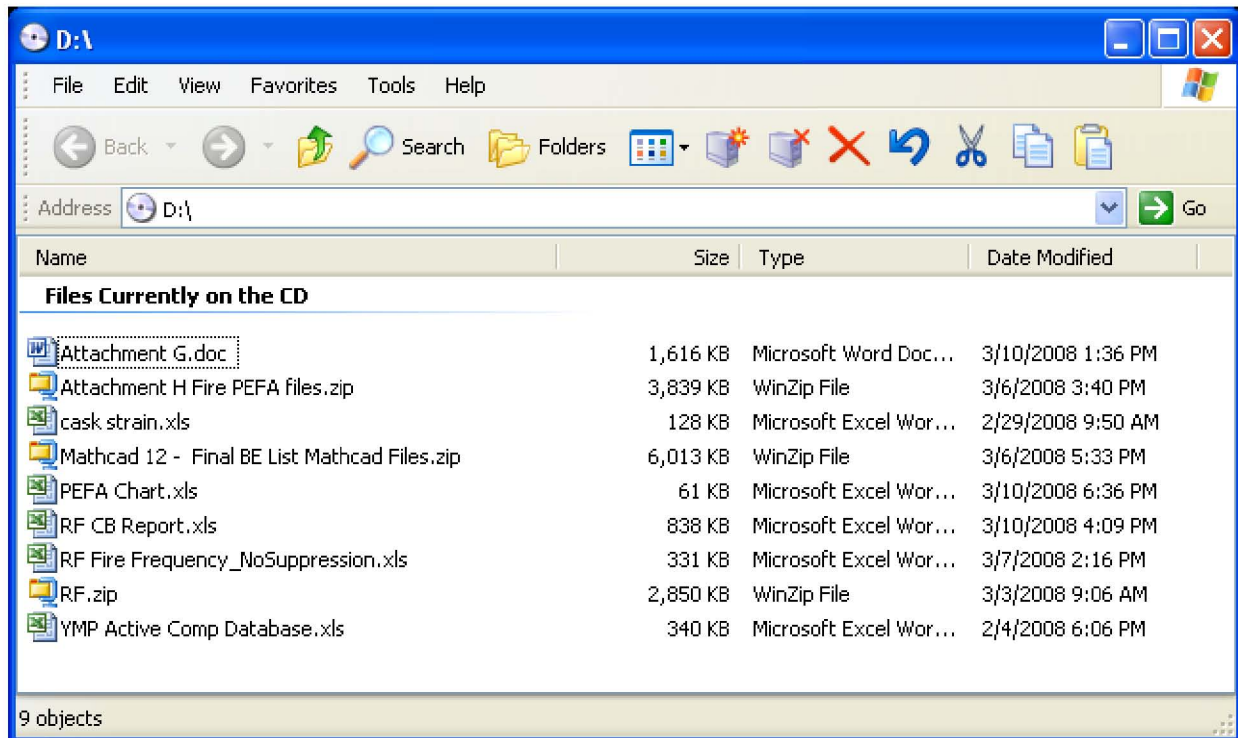 D:\
File Edit View Favorites Tools Help
Back Search Folders
Address D:\ Go
Name Size Type Date Modified
Files Currently on the CD
Attachment G.doc 1,616 KB Microsoft Word Doc... 3/10/2008 1:36 PM
Attachment H Fire PEFA files.zip 3,839 KB WinZip File 3/6/2008 3:40 PM
cask strain.xls 128 KB Microsoft Excel Wor... 2/29/2008 9:50 AM
Mathcad 12 - Final BE List Mathcad Files.zip 6,013 KB WinZip File 3/6/2008 5:33 PM
PEFA Chart.xls 61 KB Microsoft Excel Wor... 3/10/2008 6:36 PM
RF CB Report.xls 838 KB Microsoft Excel Wor... 3/10/2008 4:09 PM
RF Fire Frequency_NoSuppression.xls 331 KB Microsoft Excel Wor... 3/7/2008 2:16 PM
RF.zip 2,850 KB WinZip File 3/3/2008 9:06 AM
YMP Active Comp Database.xls 340 KB Microsoft Excel Wor... 2/4/2008 6:06 PM
9 objects